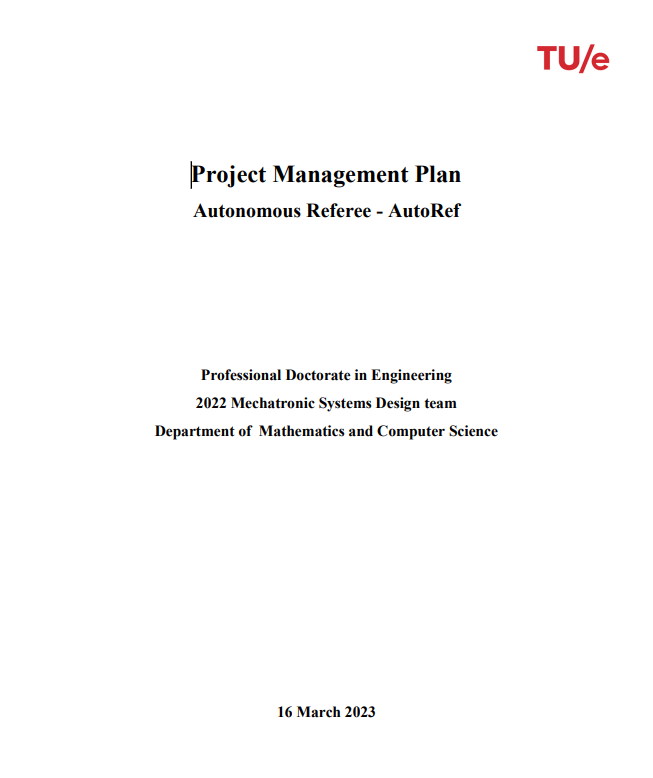 TU/e
Project Management Plan
Autonomous Referee - AutoRef
Professional Doctorate in Engineering
2022 Mechatronic Systems Design team
Department of  Mathematics and Computer Science
16 March 2023